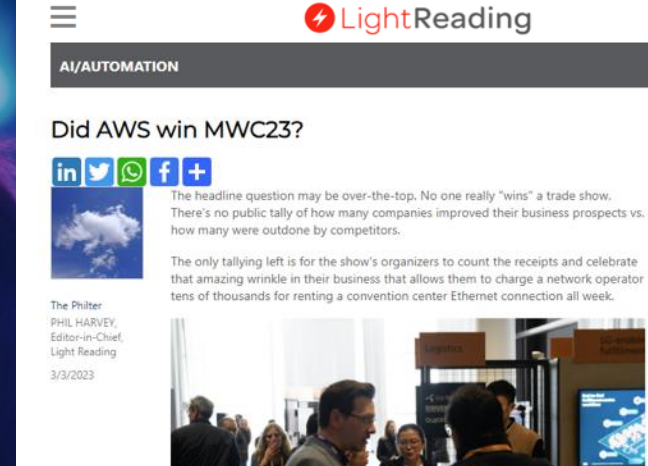 LightReading
AI/AUTOMATION
Did AWS win MWC23?
The headline question may be over-the-top. No one really "wins" a trade show.
There's no public tally of how many companies improved their business prospects vs.
how many were outdone by competitors.
The only tallying left is for the show's organizers to count the receipts and celebrate
that amazing wrinkle in their business that allows them to charge a network operator
tens of thousands for renting a convention center Ethernet connection all week.
The Philter
PHIL HARVEY,
Editor-in-Chief,
Light Reading
3/3/2023
Logistics